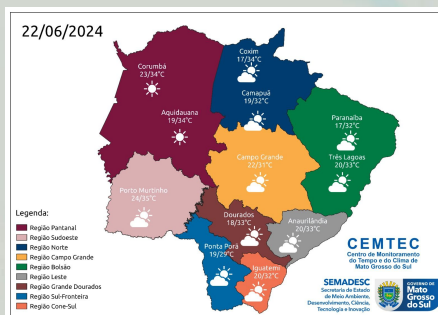 22/06/2024
Corumbá
23/34°C
Aquidauana
19/34°C
Coxim
17/34°C
Camapuã
19/32°C
Paranaíba
17/32°C
Três Lagoas
20/33°C
Campo Grande
22/31°C
Porto Murtinho
24/35°C
Dourados
18/33°C
Anaurilândia
20/33°C
Ponta Porã
19/29°C
Iguatemi
20/32°C
Legenda:
Região Pantanal
Região Sudoeste
Região Norte
Região Campo Grande
Região Bolsão
Região Leste
Região Grande Dourados
Região Sul-Fronteira
Região Cone-Sul
CEMTEC
Centro de Monitoramento
do Tempo e do Clima de
Mato Grosso do Sul
SEMADESC
Secretaria de Estado
de Meio Ambiente,
Desenvolvimento, Ciência,
Tecnologia e Inovação
GOVERNO DE
Mato
Grosso
do Sul